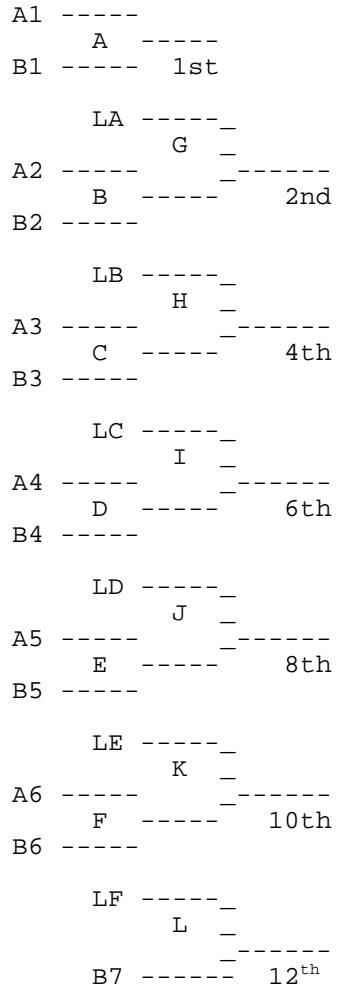 A1 -----
A -----
B1 ----- 1st
LA -----_
G _
A2 ----- _------
B ----- 2nd
B2 -----
LB -----_
H _
A3 ----- _------
C ----- 4th
B3 -----
LC -----_
I _
A4 ----- _------
D ----- 6th
B4 -----
LD -----_
J _
A5 ----- _------
E ----- 8th
B5 -----
LE -----_
K _
A6 ----- _------
F ----- 10th
B6 -----
LF -----_
L _
_------
B7 ------ 12th